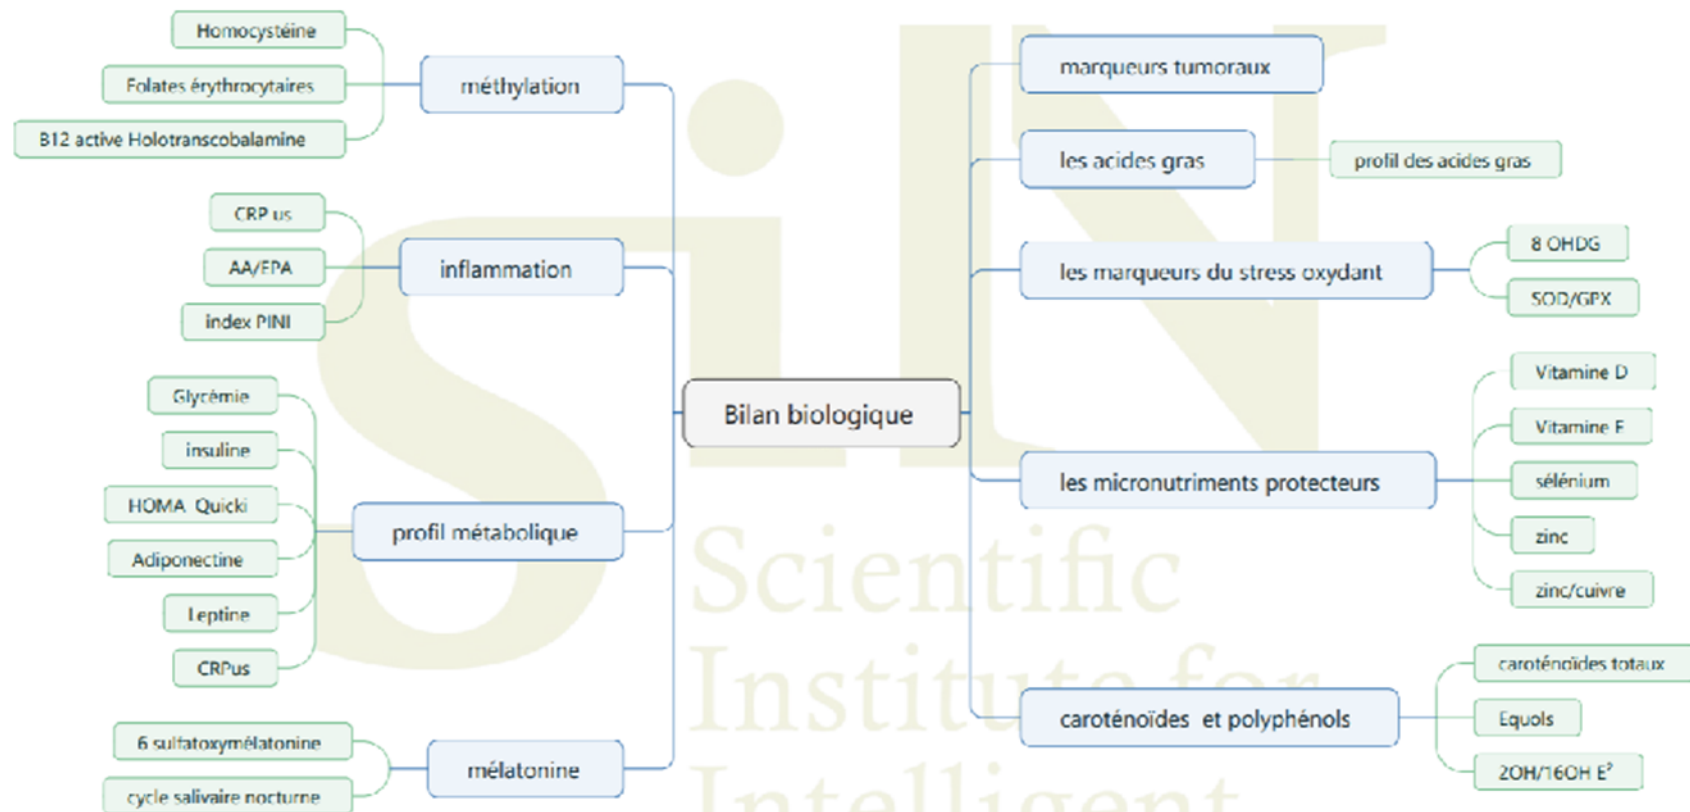 Homocystéine
Folates érythrocytaires
B12 active Holotranscobalamine
méthylation
CRP us
AA/EPA
index PINI
inflammation
Glycémie
insuline
HOMA Quicki
Adiponectine
Leptine
CRPus
profil métabolique
6 sulfatoxymélatonine
cycle salivaire nocturne
mélatonine
Bilan biologique
marqueurs tumoraux
les acides gras
profil des acides gras
les marqueurs du stress oxydant
8 OHDG
SOD/GPX
les micronutriments protecteurs
Vitamine D
Vitamine E
sélénium
zinc
zinc/cuivre
caroténoïdes et polyphénols
caroténoïdes totaux
Equols
2OH/16OH E²
SiiN
Scientific
Institute for
Intelligent